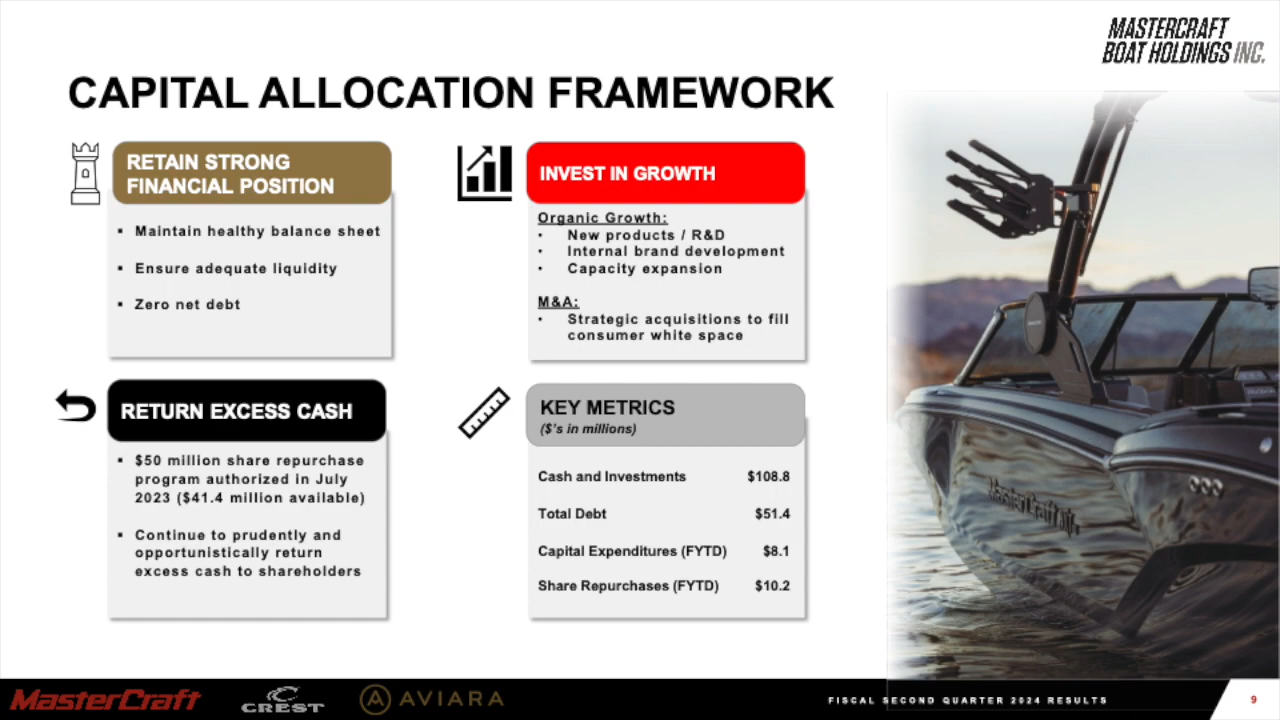 MASTERCRAFT
BOAT HOLDINGS INC.
CAPITAL ALLOCATION FRAMEWORK
RETAIN STRONG
FINANCIAL POSITION
▪ Maintain healthy balance sheet
▪ Ensure adequate liquidity
▪ Zero net debt
INVEST IN GROWTH
Organic Growth:
• New products / R&D
• Internal brand development
• Capacity expansion
M&A:
• Strategic acquisitions to fill
consumer white space
RETURN EXCESS CASH
▪ $50 million share repurchase
program authorized in July
2023 ($41.4 million available)
▪ Continue to prudently and
opportunistically return
excess cash to shareholders
KEY METRICS
($'s in millions)
Cash and Investments $108.8
Total Debt $51.4
Capital Expenditures (FYTD) $8.1
Share Repurchases (FYTD) $10.2
MasterCraft
MasterCraft
CREST
AVIARA
FISCAL SECOND QUARTER 2024 RESULTS
9